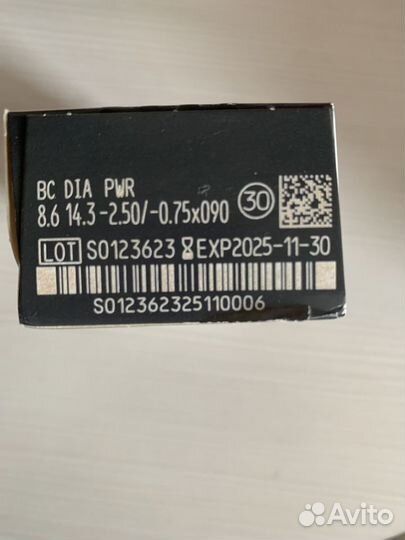 BC DIA PWR
8.6 14.3 -2.50/-0.75x090 30
LOT S0123623 EXP2025-11-30
S012362325110006
Avito